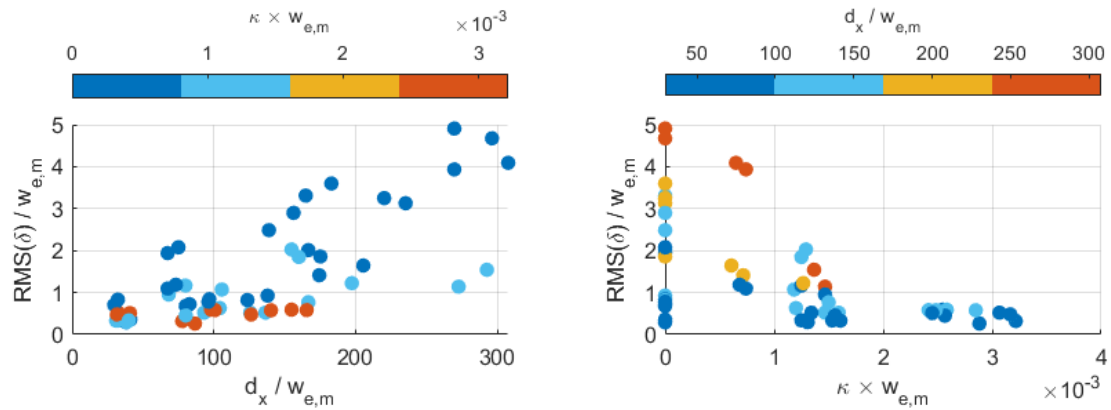 κ × w_e,m
×10^-3
0 1 2 3
RMS(δ) / w_e,m
5
4
3
2
1
0
0 100 200 300
d_x / w_e,m
d_x / w_e,m
50 100 150 200 250 300
RMS(δ) / w_e,m
5
4
3
2
1
0
0 1 2 3 4
κ × w_e,m
×10^-3